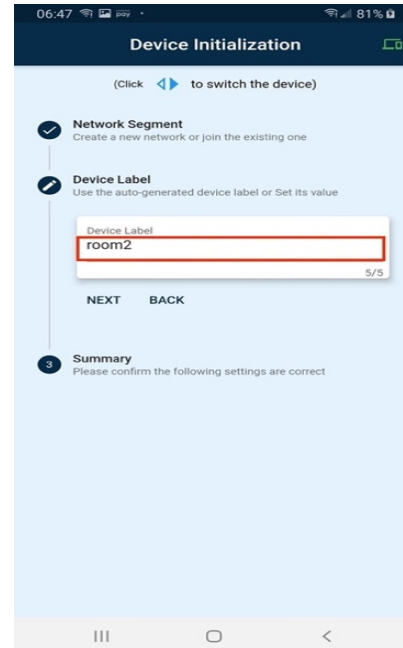 06:47 pay 81%
Device Initialization
(Click to switch the device)
Network Segment
Create a new network or join the existing one
Device Label
Use the auto-generated device label or Set its value
Device Label
room2
5/5
NEXT BACK
3 Summary
Please confirm the following settings are correct